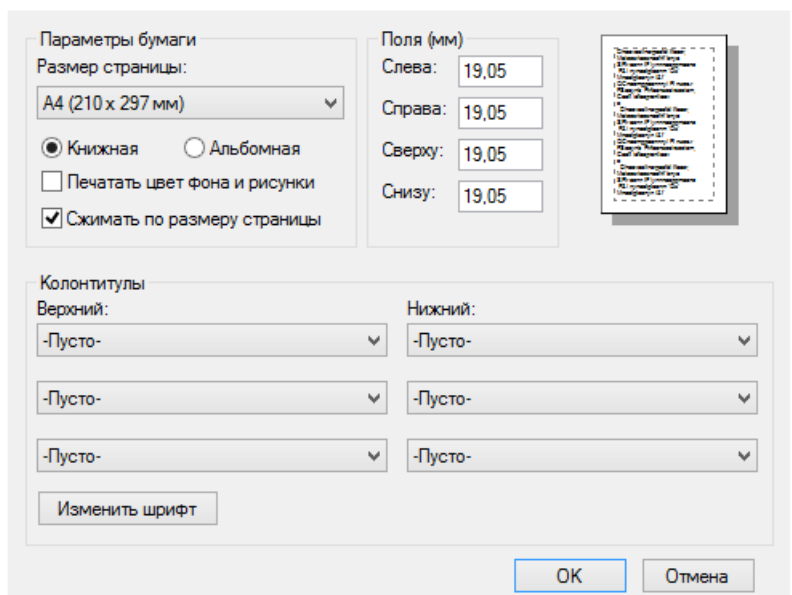 Параметры бумаги
Размер страницы:
A4 (210 x 297 мм)
Книжная
Альбомная
Печатать цвет фона и рисунки
Сжимать по размеру страницы
Поля (мм)
Слева: 19,05
Справа: 19,05
Сверху: 19,05
Снизу: 19,05
Колонтитулы
Верхний:
Нижний:
-Пусто-
-Пусто-
-Пусто-
-Пусто-
-Пусто-
-Пусто-
Изменить шрифт
OK
Отмена